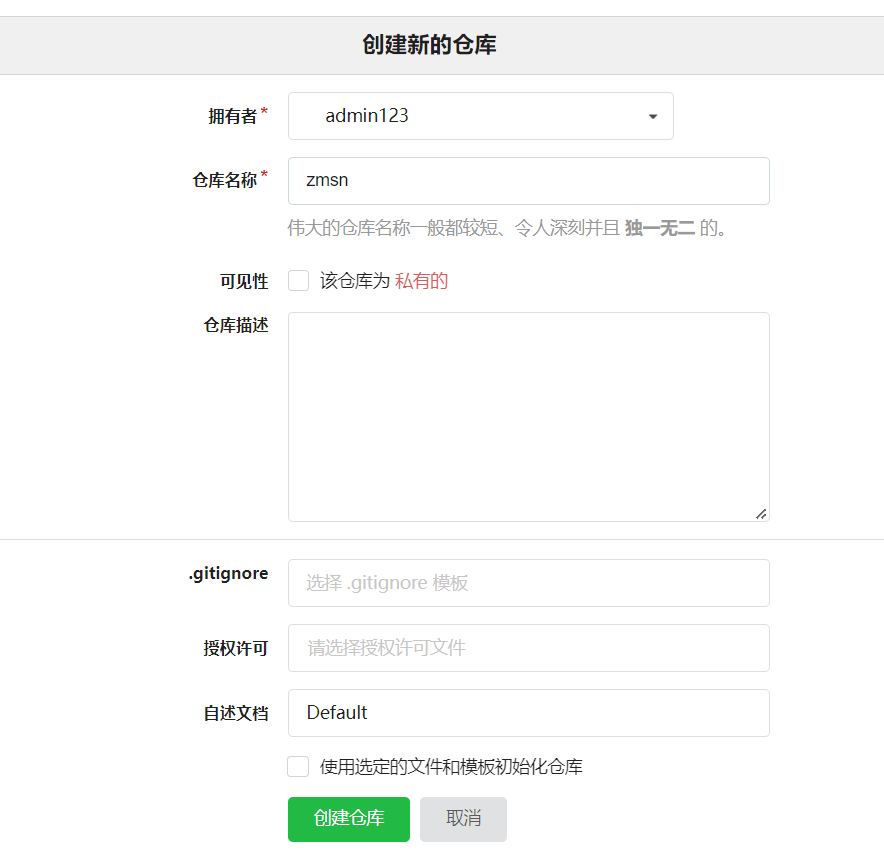 创建新的仓库
拥有者*
admin123
仓库名称*
zmsn
伟大的仓库名称一般都较短、令人深刻并且 独一无二 的。
可见性
该仓库为 私有的
仓库描述
.gitignore
选择 .gitignore 模板
授权许可
请选择授权许可文件
自述文档
Default
使用选定的文件和模板初始化仓库
创建仓库
取消